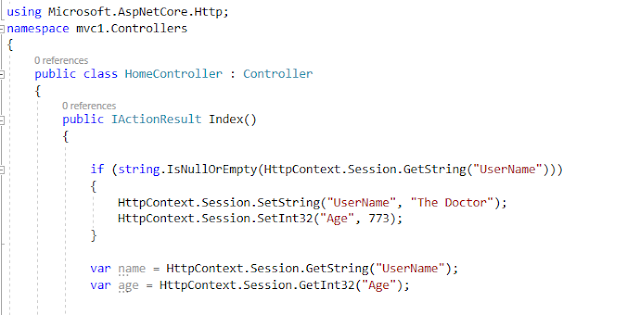 using Microsoft.AspNetCore.Http;
namespace mvc1.Controllers
{
0 references
public class HomeController : Controller
{
0 references
public IActionResult Index()
{
if (string.IsNullOrEmpty(HttpContext.Session.GetString("UserName")))
{
HttpContext.Session.SetString("UserName", "The Doctor");
HttpContext.Session.SetInt32("Age", 773);
}
var name = HttpContext.Session.GetString("UserName");
var age = HttpContext.Session.GetInt32("Age");